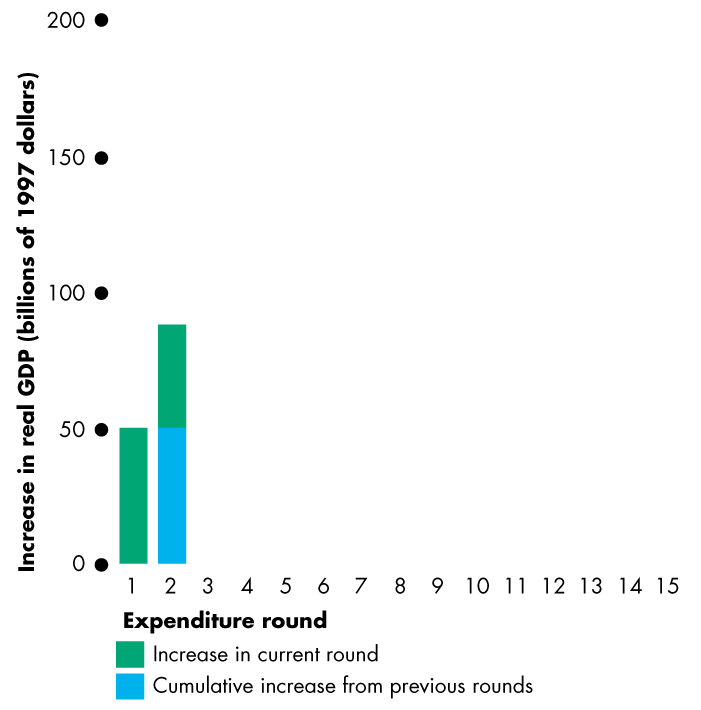 Increase in real GDP (billions of 1997 dollars)
200
150
100
50
0
1 2 3 4 5 6 7 8 9 10 11 12 13 14 15
Expenditure round
Increase in current round
Cumulative increase from previous rounds